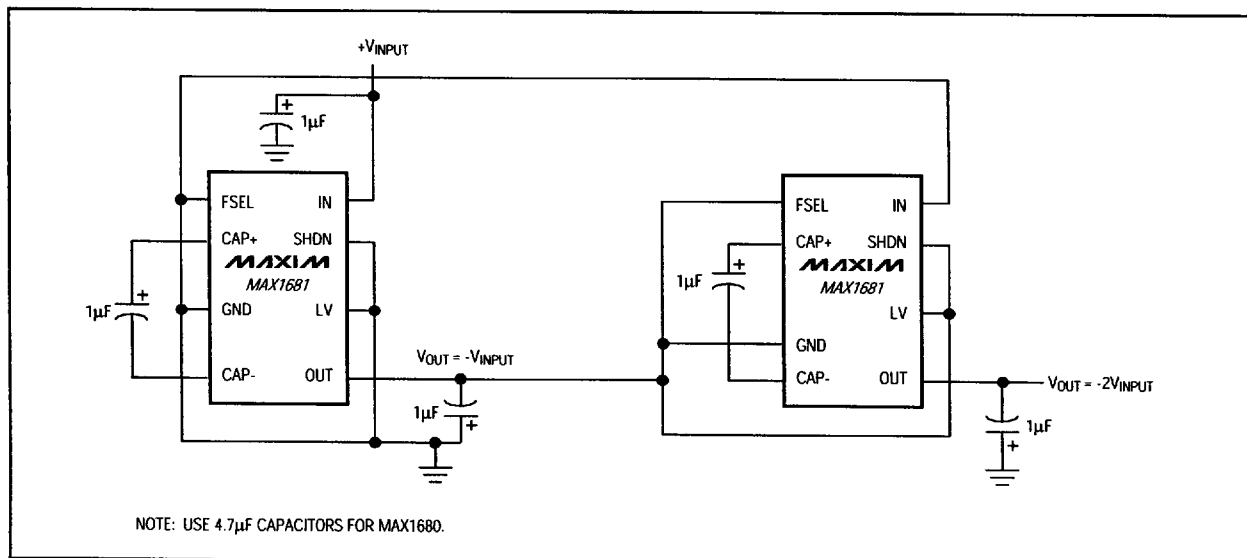 +VINPUT
+
1µF
FSEL IN
CAP+ SHDN
MAXIM
MAX1681
GND LV
CAP- OUT
+
1µF
VOUT = -VINPUT
1µF
+
FSEL IN
CAP+ SHDN
MAXIM
MAX1681
LV
GND
CAP- OUT
+
1µF
VOUT = -2VINPUT
1µF
+
NOTE: USE 4.7µF CAPACITORS FOR MAX1680.